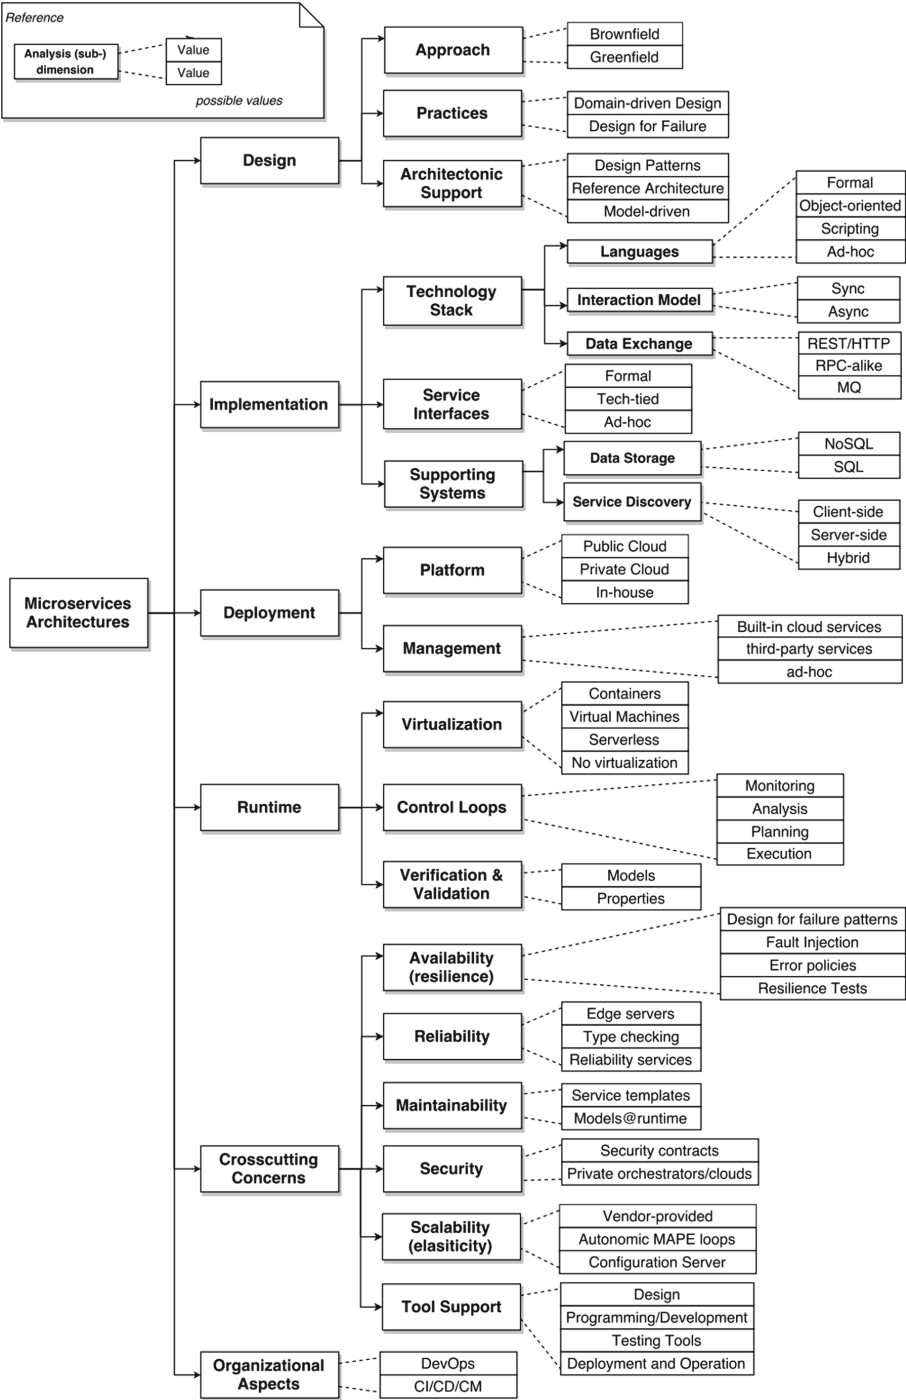 Reference
Analysis (sub-)
dimension
Value
Value
possible values
Microservices
Architectures
Design
Approach
Brownfield
Greenfield
Practices
Domain-driven Design
Design for Failure
Architectonic
Support
Design Patterns
Reference Architecture
Model-driven
Implementation
Technology
Stack
Languages
Formal
Object-oriented
Scripting
Ad-hoc
Interaction Model
Sync
Async
Data Exchange
REST/HTTP
RPC-alike
MQ
Service
Interfaces
Formal
Tech-tied
Ad-hoc
Supporting
Systems
Data Storage
NoSQL
SQL
Service Discovery
Client-side
Server-side
Hybrid
Deployment
Platform
Public Cloud
Private Cloud
In-house
Management
Built-in cloud services
third-party services
ad-hoc
Runtime
Virtualization
Containers
Virtual Machines
Serverless
No virtualization
Control Loops
Monitoring
Analysis
Planning
Execution
Verification &
Validation
Models
Properties
Crosscutting
Concerns
Availability
(resilience)
Design for failure patterns
Fault Injection
Error policies
Resilience Tests
Reliability
Edge servers
Type checking
Reliability services
Maintainability
Service templates
Models@runtime
Security
Security contracts
Private orchestrators/clouds
Scalability
(elasiticity)
Vendor-provided
Autonomic MAPE loops
Configuration Server
Tool Support
Design
Programming/Development
Testing Tools
Deployment and Operation
Organizational
Aspects
DevOps
CI/CD/CM